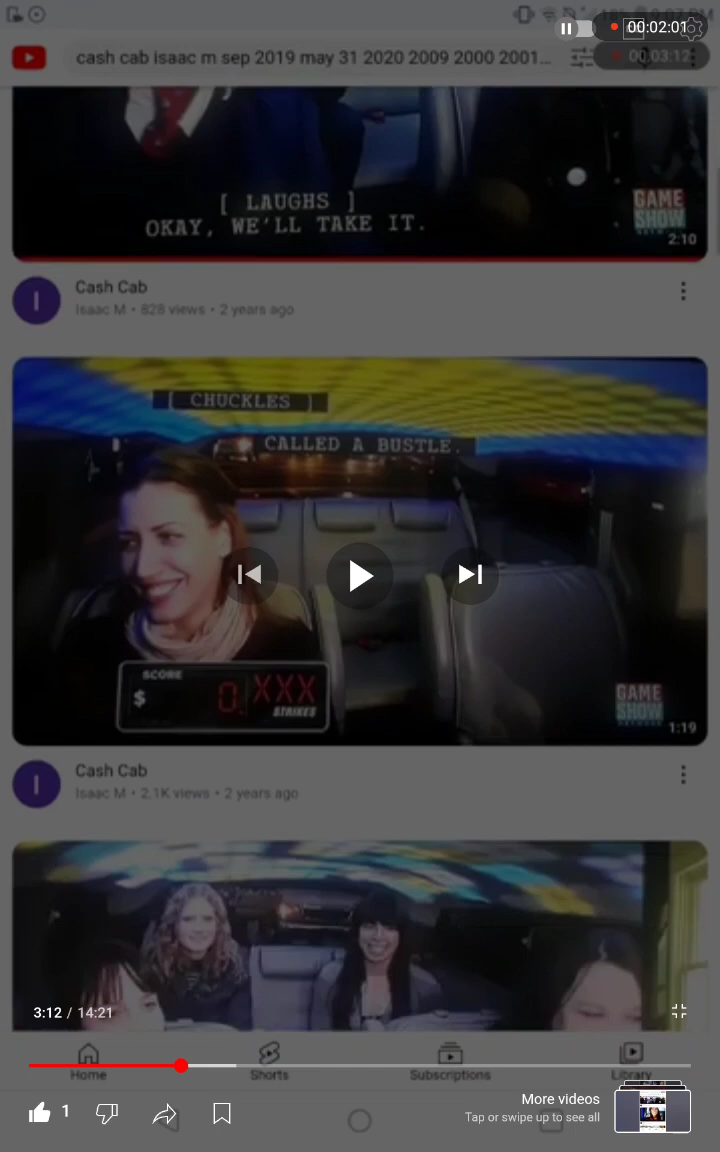 00:02:01
cash cab isaac m sep 2019 may 31 2020 2009 2000 2001...
00:03:12
[ LAUGHS ]
OKAY, WE'LL TAKE IT.
GAME
SHOW
2:10
Cash Cab
Isaac M • 828 views • 2 years ago
[ CHUCKLES ]
CALLED A BUSTLE.
SCORE
$ 0. XXX
STRIKES
GAME
SHOW
NETWORK
1:19
Cash Cab
Isaac M • 2.1K views • 2 years ago
3:12 / 14:21
Home Shorts Subscriptions Library
1
More videos
Tap or swipe up to see all